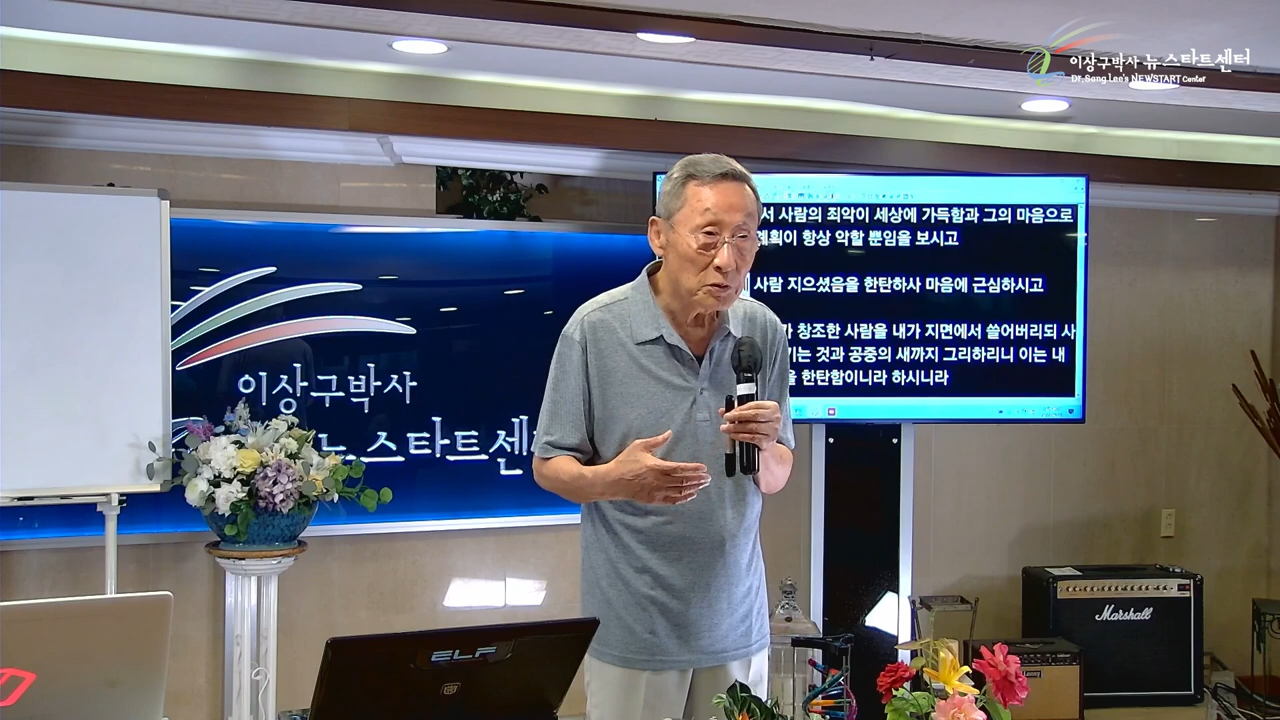 이상구박사 뉴스타트센터
Dr. Sang Lee's NEWSTART Center
서 사람의 죄악이 세상에 가득함과 그의 마음으로
계획이 항상 악할 뿐임을 보시고
사람 지으셨음을 한탄하사 마음에 근심하시고
창조한 사람을 내가 지면에서 쓸어버리되 사
기는 것과 공중의 새까지 그리하리니 이는 내
한탄함이니라 하시니라
이상구박사
뉴스타트센
ELF
Marshall